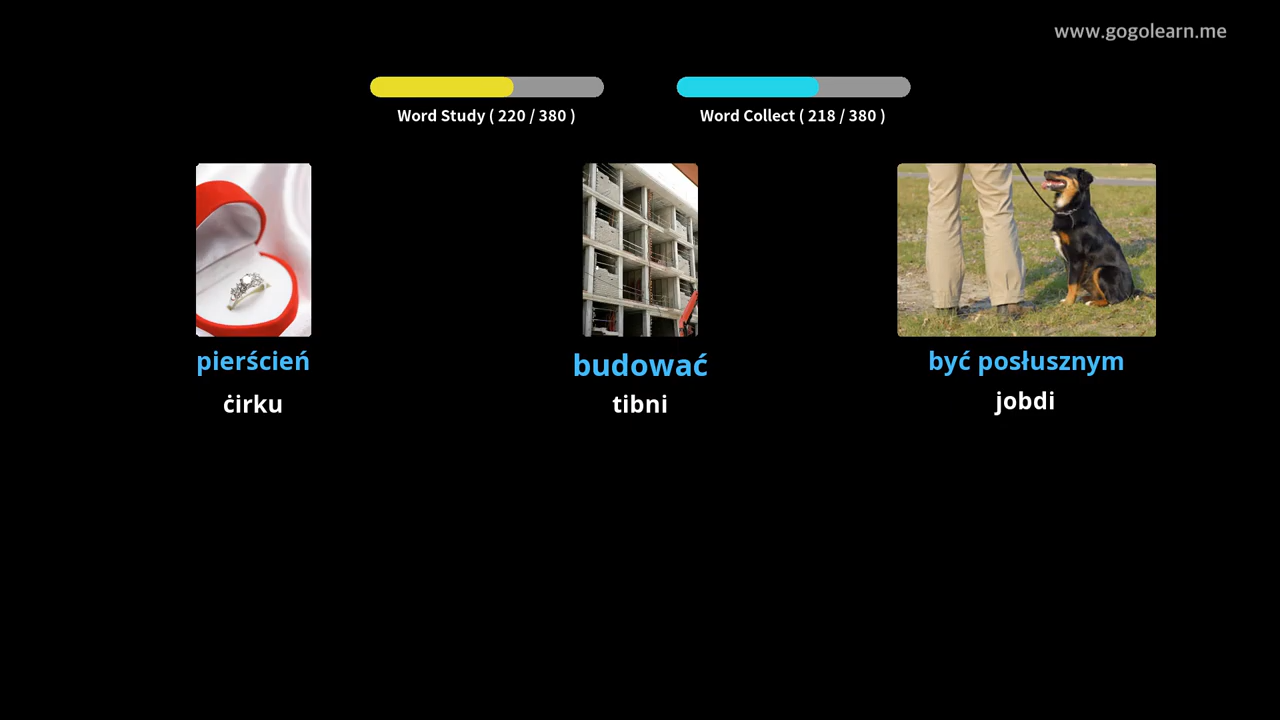 www.gogolearn.me
Word Study ( 220 / 380 )
Word Collect ( 218 / 380 )
pierścień
ċirku
budować
tibni
być posłusznym
jobdi